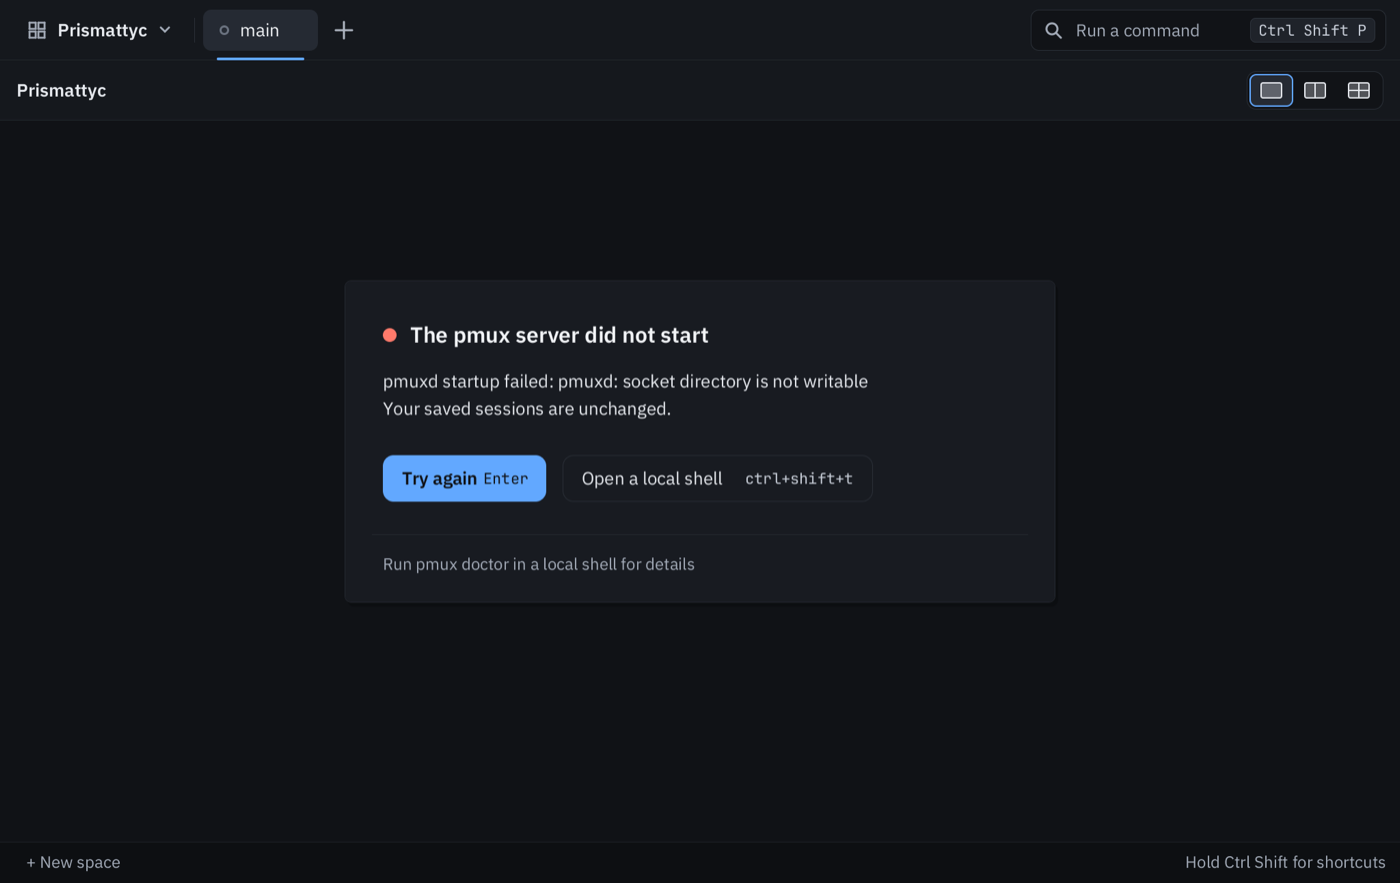 Prismattyc
main
Run a command
Ctrl Shift P
Prismattyc
The pmux server did not start
pmuxd startup failed: pmuxd: socket directory is not writable
Your saved sessions are unchanged.
Try again Enter
Open a local shell ctrl+shift+t
Run pmux doctor in a local shell for details
+ New space
Hold Ctrl Shift for shortcuts